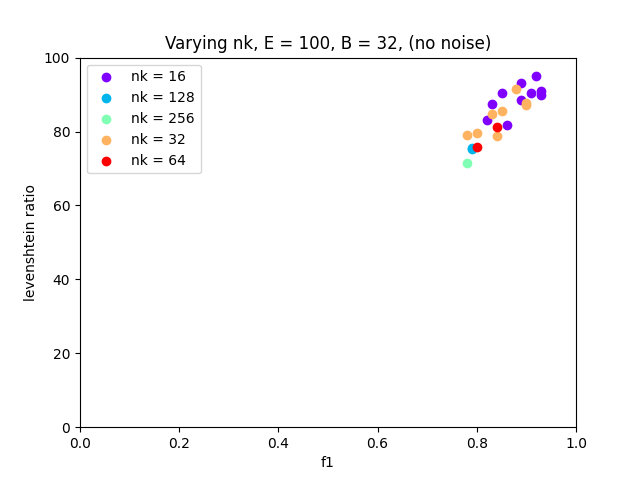 Varying nk, E = 100, B = 32, (no noise)
100
80
60
40
20
0
levenshtein ratio
nk = 16
nk = 128
nk = 256
nk = 32
nk = 64
0.0 0.2 0.4 0.6 0.8 1.0
f1